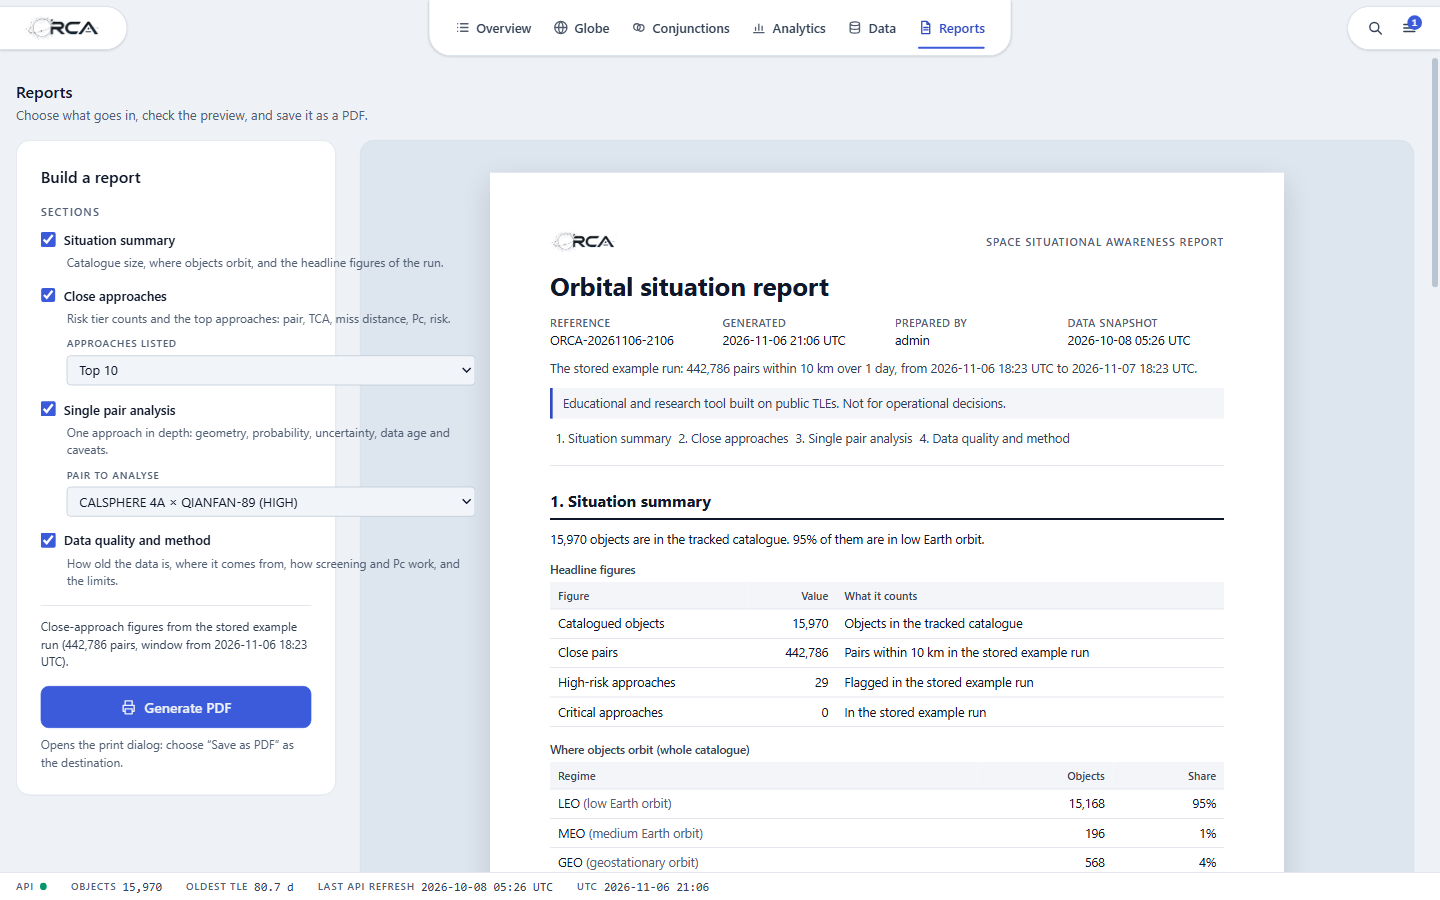 ORCA
Overview
Globe
Conjunctions
Analytics
Data
Reports
1
Reports
Choose what goes in, check the preview, and save it as a PDF.
Build a report
SECTIONS
Situation summary
Catalogue size, where objects orbit, and the headline figures of the run.
Close approaches
Risk tier counts and the top approaches: pair, TCA, miss distance, Pc, risk.
APPROACHES LISTED
Top 10
Single pair analysis
One approach in depth: geometry, probability, uncertainty, data age and
caveats.
PAIR TO ANALYSE
CALSPHERE 4A × QIANFAN-89 (HIGH)
Data quality and method
How old the data is, where it comes from, how screening and Pc work, and
the limits.
Close-approach figures from the stored example
run (442,786 pairs, window from 2026-11-06 18:23
UTC).
Generate PDF
Opens the print dialog: choose “Save as PDF” as
the destination.
ORCA
SPACE SITUATIONAL AWARENESS REPORT
Orbital situation report
REFERENCE GENERATED PREPARED BY DATA SNAPSHOT
ORCA-20261106-2106 2026-11-06 21:06 UTC admin 2026-10-08 05:26 UTC
The stored example run: 442,786 pairs within 10 km over 1 day, from 2026-11-06 18:23 UTC to 2026-11-07 18:23 UTC.
Educational and research tool built on public TLEs. Not for operational decisions.
1. Situation summary 2. Close approaches 3. Single pair analysis 4. Data quality and method
1. Situation summary
15,970 objects are in the tracked catalogue. 95% of them are in low Earth orbit.
Headline figures
Figure Value What it counts
Catalogued objects 15,970 Objects in the tracked catalogue
Close pairs 442,786 Pairs within 10 km in the stored example run
High-risk approaches 29 Flagged in the stored example run
Critical approaches 0 In the stored example run
Where objects orbit (whole catalogue)
Regime Objects Share
LEO (low Earth orbit) 15,168 95%
MEO (medium Earth orbit) 196 1%
GEO (geostationary orbit) 568 4%
API OBJECTS 15,970 OLDEST TLE 80.7 d LAST API REFRESH 2026-10-08 05:26 UTC UTC 2026-11-06 21:06